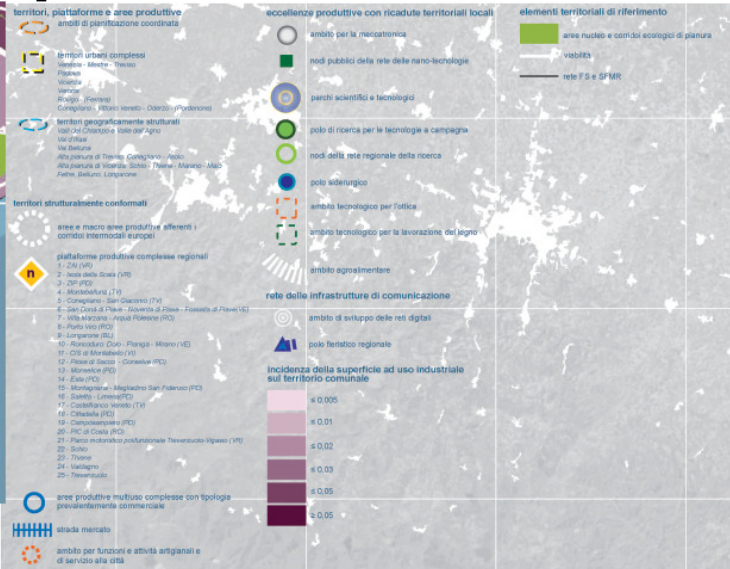 territori, piattaforme e aree produttive
ambiti di pianificazione coordinata
territori urbani complessi
Venezia - Mestre - Treviso
Padova
Vicenza
Verona
Rovigo - (Ferrara)
Conegliano - Vittorio Veneto - Oderzo - (Pordenone)
territori geograficamente strutturati
Valli del Chiampo e Valle dell'Agno
Val d'Illasi
Val Belluna
Alta pianura di Treviso: Conegliano - Asolo
Alta pianura di Vicenza: Schio - Thiene - Marano - Malo
Feltre, Belluno, Longarone
territori strutturalmente conformati
aree e macro aree produttive afferenti i
corridoi intermodali europei
n
piattaforme produttive complesse regionali
1 - ZAI (VR)
2 - Isola della Scala (VR)
3 - ZIP (PD)
4 - Montebelluna (TV)
5 - Conegliano - San Giacomo (TV)
6 - San Donà di Piave - Noventa di Piave - Fossalta di Piave(VE)
7 - Villa Marzana - Arquà Polesine (RO)
8 - Porto Viro (RO)
9 - Longarone (BL)
10 - Roncoduro: Dolo - Pianiga - Mirano (VE)
11 - CIS di Montebello (VI)
12 - Piove di Sacco - Conselve (PD)
13 - Monselice (PD)
14 - Este (PD)
15 - Montagnana - Megliadino San Fidenzio (PD)
16 - Saletto - Limena(PD)
17 - Castelfranco Veneto (TV)
18 - Cittadella (PD)
19 - Camposampiero (PD)
20 - PIC di Costa (RO)
21 - Parco motoristico polifunzionale Trevenzuolo-Vigasio (VR)
22 - Schio
23 - Thiene
24 - Valdagno
25 - Trevenzuolo
aree produttive multiuso complesse con tipologia
prevalentemente commerciale
strada mercato
ambito per funzioni e attività artigianali e
di servizio alla città
eccellenze produttive con ricadute territoriali locali
ambito per la meccatronica
nodi pubblici della rete delle nano-tecnologie
parchi scientifici e tecnologici
polo di ricerca per le tecnologie a campagna
nodi della rete regionale della ricerca
polo siderurgico
ambito tecnologico per l'ottica
ambito tecnologico per la lavorazione del legno
ambito agroalimentare
rete delle infrastrutture di comunicazione
ambito di sviluppo delle reti digitali
polo fieristico regionale
incidenza della superficie ad uso industriale
sul territorio comunale
≤ 0,005
≤ 0,01
≤ 0,02
≤ 0,03
≤ 0,05
≥ 0,05
elementi territoriali di riferimento
aree nucleo e corridoi ecologici di pianura
viabilità
rete FS e SFMR